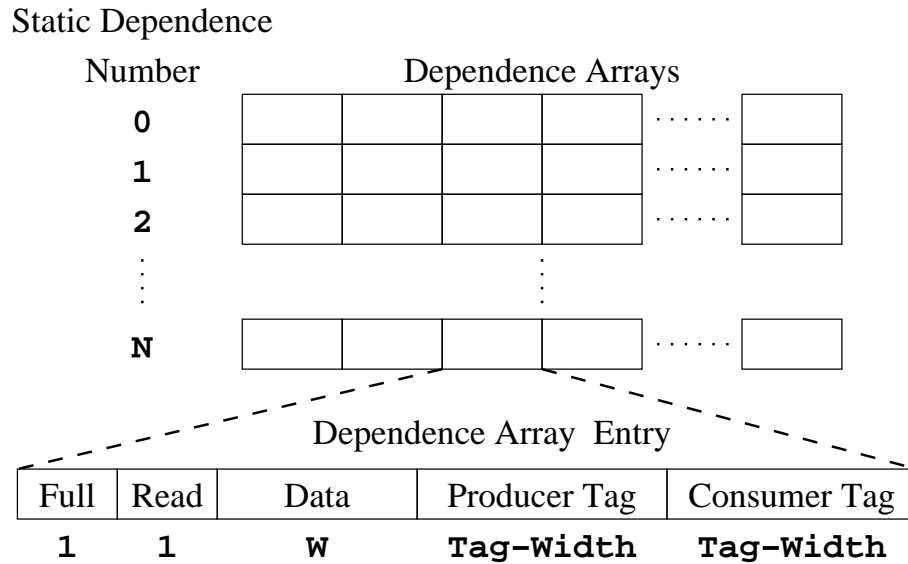 Static Dependence
Number Dependence Arrays
0
1
2
N
Dependence Array Entry
Full Read Data Producer Tag Consumer Tag
1 1 W Tag-Width Tag-Width